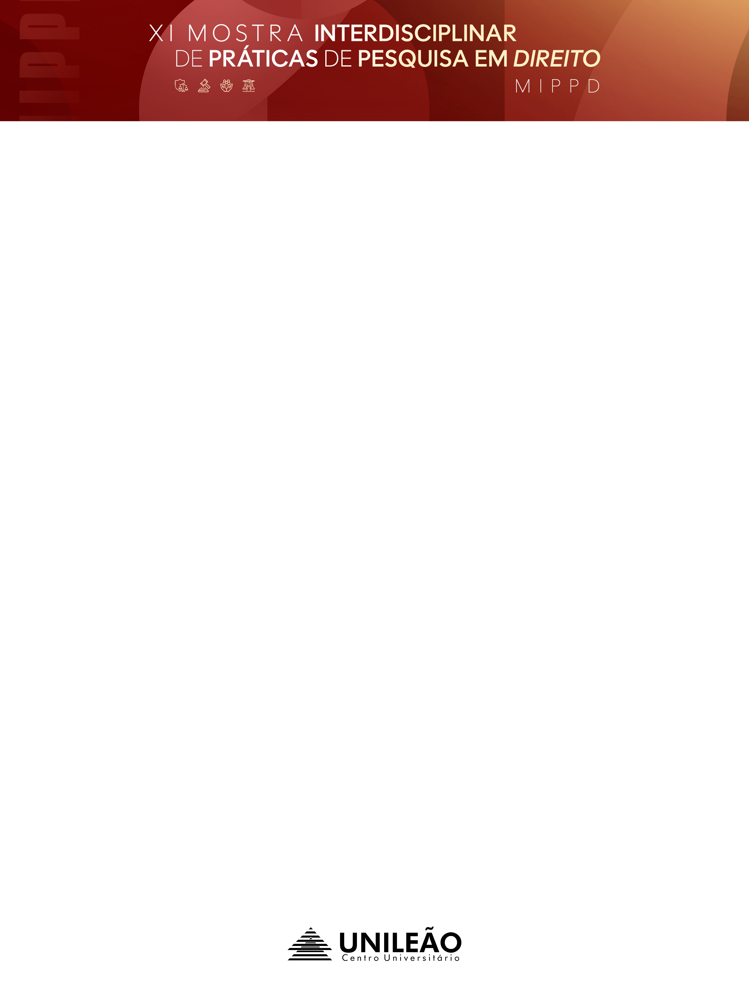 XI MOSTRA INTERDISCIPLINAR
DE PRÁTICAS DE PESQUISA EM DIREITO
MIPPD
UNILEÃO
Centro Universitário